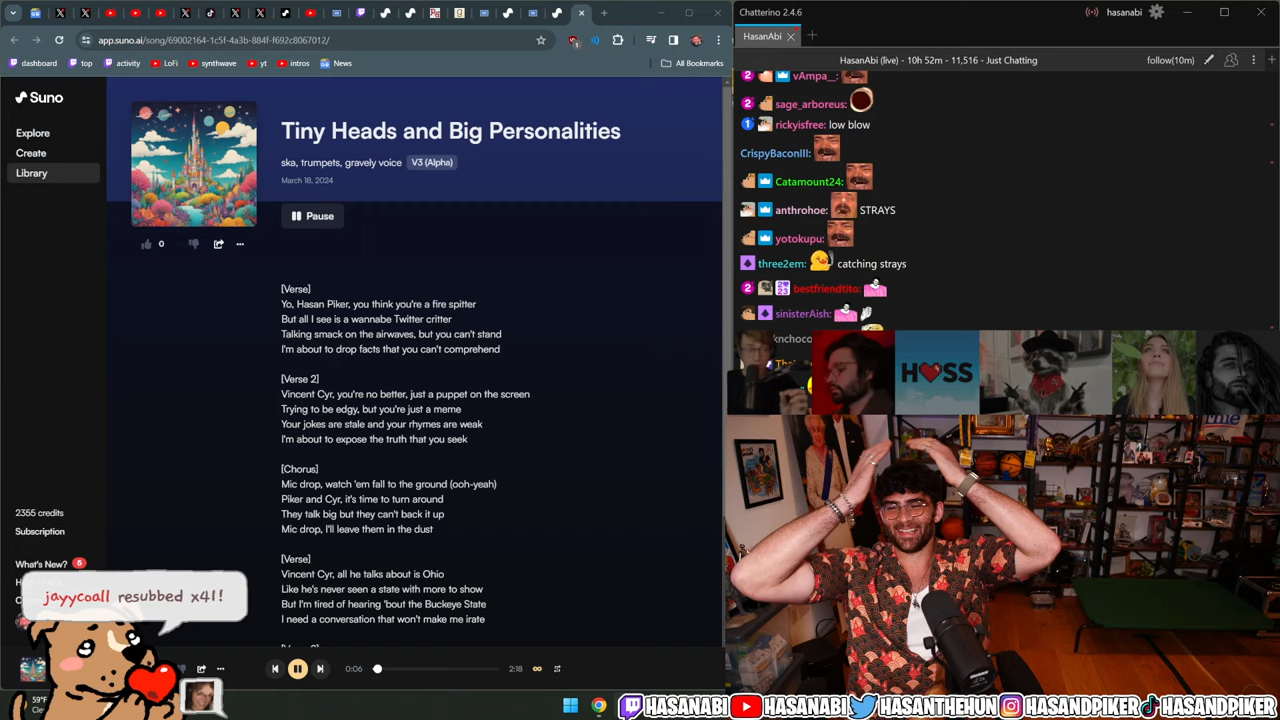 app.suno.ai/song/69002164-1c5f-4a3b-884f-f692c8067012/
dashboard
top
activity
LoFi
synthwave
yt
intros
News
All Bookmarks
Suno
Explore
Create
Library
Tiny Heads and Big Personalities
ska, trumpets, gravely voice
V3 (Alpha)
March 18, 2024
Pause
0
[Verse]
Yo, Hasan Piker, you think you're a fire spitter
But all I see is a wannabe Twitter critter
Talking smack on the airwaves, but you can't stand
I'm about to drop facts that you can't comprehend
[Verse 2]
Vincent Cyr, you're no better, just a puppet on the screen
Trying to be edgy, but you're just a meme
Your jokes are stale and your rhymes are weak
I'm about to expose the truth that you seek
[Chorus]
Mic drop, watch 'em fall to the ground (ooh-yeah)
Piker and Cyr, it's time to turn around
They talk big but they can't back it up
Mic drop, I'll leave them in the dust
[Verse]
Vincent Cyr, all he talks about is Ohio
Like he's never seen a state with more to show
But I'm tired of hearing 'bout the Buckeye State
I need a conversation that won't make me irate
2355 credits
Subscription
What's New? 5
jayycoall resubbed x41!
0:06
2:18
59°F
Chatterino 2.4.6
hasanabi
HasanAbi
HasanAbi (live) - 10h 52m - 11,516 - Just Chatting
follow(10m)
vAmpa__:
sage_arboreus:
rickyisfree: low blow
CrispyBaconIII:
Catamount24:
anthrohoe: STRAYS
yotokupu:
three2em: catching strays
bestfriendtito:
sinisterAish:
knchoco
H SS
HASANABI
HASANABI
HASANTHEHUN
HASANDPIKER
HASANDPIKER